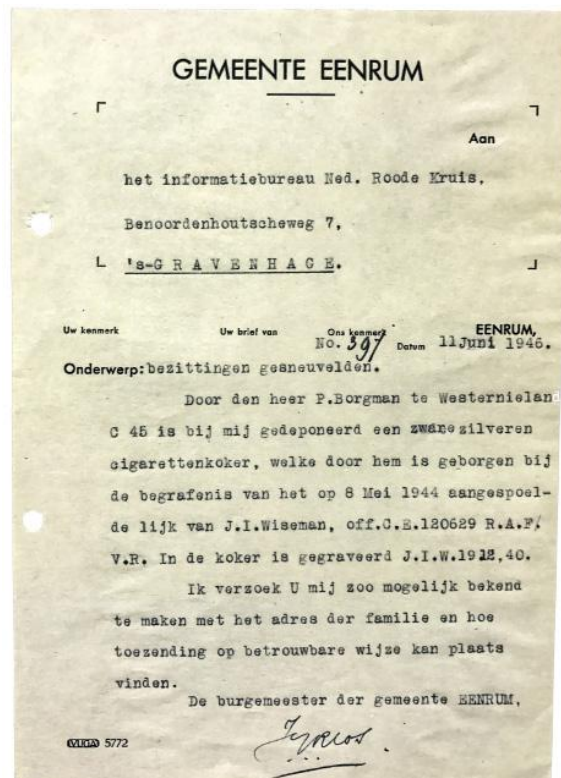 GEMEENTE EENRUM
Aan
het informatiebureau Ned. Roode Kruis,
Benoordenhoutscheweg 7,
's-GRAVENHAGE.
Uw kenmerk Uw brief van Ons kenmerk EENRUM,
No. 397 Datum 11 Juni 1946.
Onderwerp: bezittingen gesneuvelden.
Door den heer P.Borgman te Westernielan
C 45 is bij mij gedeponeerd een zilveren
cigarettenkoker, welke door hem is geborgen bij
de begrafenis van het op 8 Mei 1944 aangespoel-
de lijk van J.I.Wiseman, off.C.E.120629 R.A.F.
V.R. In de koker is gegraveerd J.I.W.1912,40.
Ik verzoek U mij zoo mogelijk bekend
te maken met het adres der familie en hoe
toezending op betrouwbare wijze kan plaats
vinden.
De burgemeester der gemeente EENRUM,
VUGA 5772